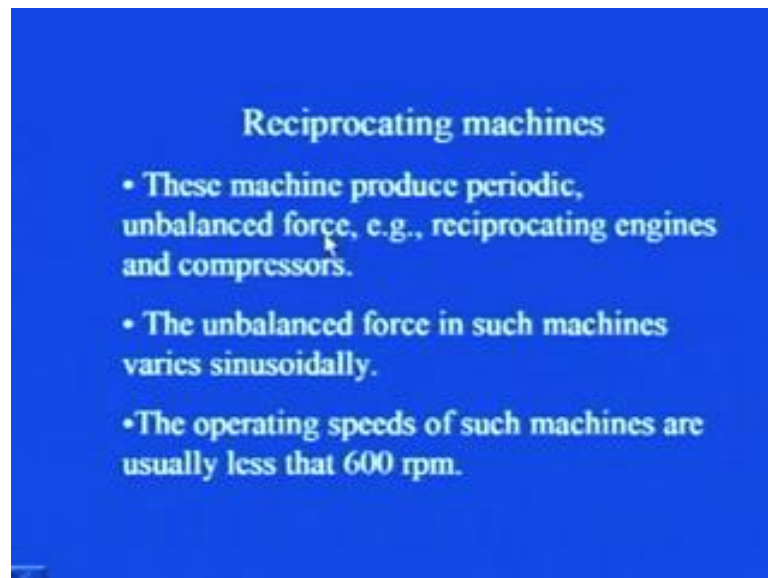 Reciprocating machines
• These machine produce periodic,
unbalanced force, e.g., reciprocating engines
and compressors.
• The unbalanced force in such machines
varies sinusoidally.
•The operating speeds of such machines are
usually less that 600 rpm.